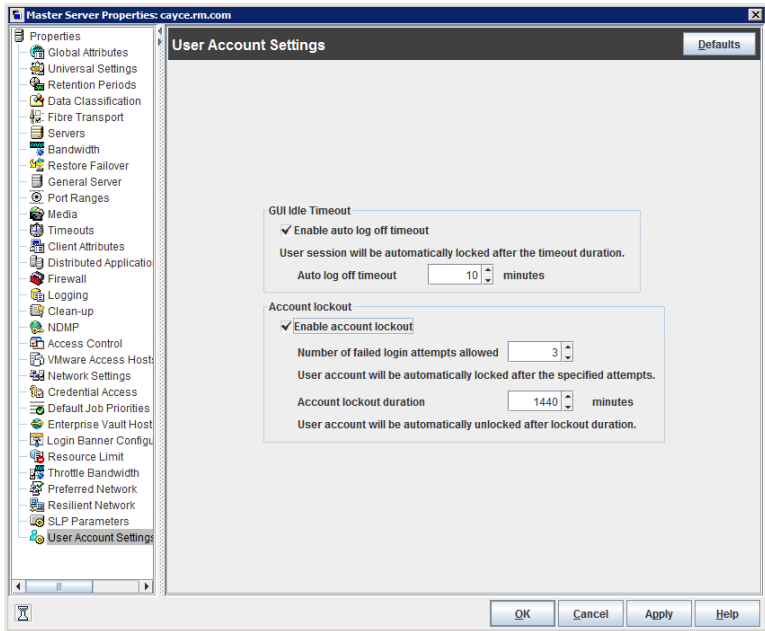 Master Server Properties: cayce.rm.com
Properties
Global Attributes
Universal Settings
Retention Periods
Data Classification
Fibre Transport
Servers
Bandwidth
Restore Failover
General Server
Port Ranges
Media
Timeouts
Client Attributes
Distributed Applicatio
Firewall
Logging
Clean-up
NDMP
Access Control
VMware Access Hosts
Network Settings
Credential Access
Default Job Priorities
Enterprise Vault Host
Login Banner Configu
Resource Limit
Throttle Bandwidth
Preferred Network
Resilient Network
SLP Parameters
User Account Settings
User Account Settings
Defaults
GUI Idle Timeout
Enable auto log off timeout
User session will be automatically locked after the timeout duration.
Auto log off timeout 10 minutes
Account lockout
Enable account lockout
Number of failed login attempts allowed 3
User account will be automatically locked after the specified attempts.
Account lockout duration 1440 minutes
User account will be automatically unlocked after lockout duration.
OK Cancel Apply Help